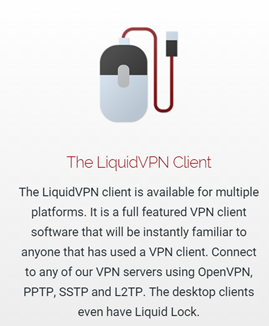 The LiquidVPN Client
The LiquidVPN client is available for multiple
platforms. It is a full featured VPN client
software that will be instantly familiar to
anyone that has used a VPN client. Connect
to any of our VPN servers using OpenVPN,
PPTP, SSTP and L2TP. The desktop clients
even have Liquid Lock.